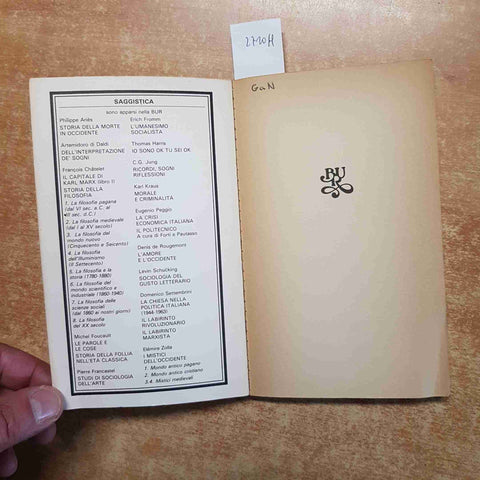 2720H
GaN
BUR
SAGGISTICA
sono apparsi nella BUR
Philippe Ariès
STORIA DELLA MORTE
IN OCCIDENTE
Artemidoro di Daldi
DELL'INTERPRETAZIONE
DE' SOGNI
François Châtelet
IL CAPITALE DI
KARL MARX (libro I)
STORIA DELLA
FILOSOFIA
1. La filosofia pagana
(dal VI sec. a.C. al
III sec. d.C.)
2. La filosofia medievale
(dal I al XV secolo)
3. La filosofia del
mondo nuovo
(Cinquecento e Seicento)
4. La filosofia
dell'Illuminismo
(il Settecento)
5. La filosofia e la
storia (1780-1880)
6. La filosofia del
mondo scientifico e
industriale (1860-1940)
7. La filosofia delle
scienze sociali
(dal 1860 ai nostri giorni)
8. La filosofia
del XX secolo
Michel Foucault
LE PAROLE E
LE COSE
STORIA DELLA FOLLIA
NELL'ETÀ CLASSICA
Pierre Francastel
STUDI DI SOCIOLOGIA
DELL'ARTE
Erich Fromm
L'UMANESIMO
SOCIALISTA
Thomas Harris
IO SONO OK TU SEI OK
C.G. Jung
RICORDI, SOGNI
RIFLESSIONI
Karl Kraus
MORALE
E CRIMINALITÀ
Eugenio Peggio
LA CRISI
ECONOMICA ITALIANA
IL POLITECNICO
A cura di Forti e Pautasso
Denis de Rougemont
L'AMORE
E L'OCCIDENTE
Levin Schücking
SOCIOLOGIA DEL
GUSTO LETTERARIO
Domenico Settembrini
LA CHIESA NELLA
POLITICA ITALIANA
(1944-1963)
IL LABIRINTO
RIVOLUZIONARIO
IL LABIRINTO
MARXISTA
Elémire Zolla
I MISTICI
DELL'OCCIDENTE
1. Mondo antico pagano
2. Mondo antico cristiano
3.4. Mistici medievali